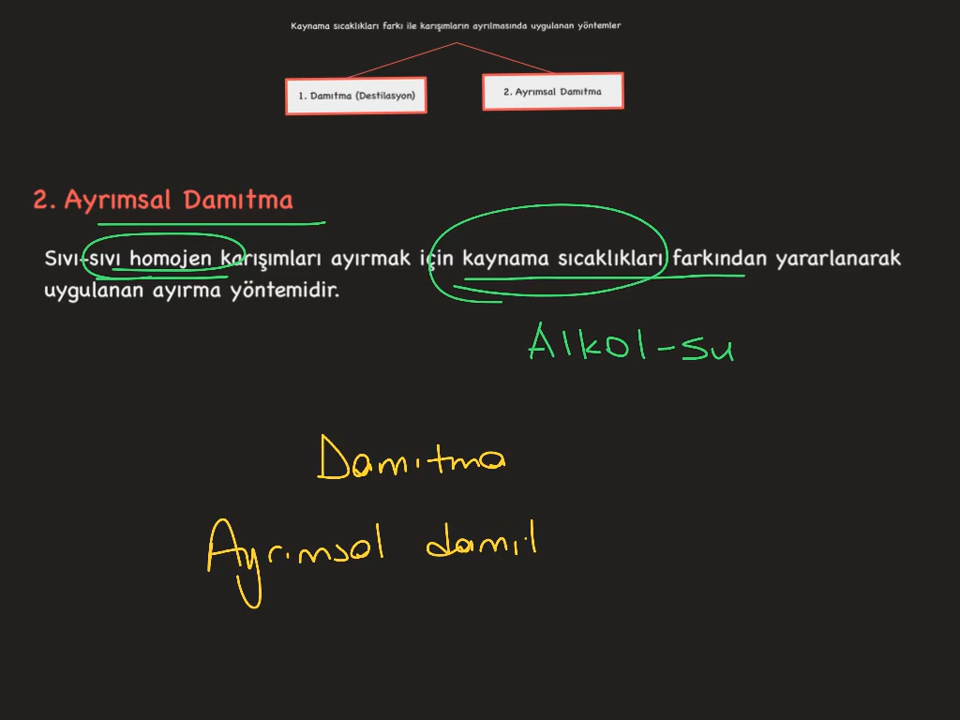 Kaynama sıcaklıkları farkı ile karışımların ayrılmasında uygulanan yöntemler
1. Damıtma (Destilasyon)
2. Ayrımsal Damıtma
2. Ayrımsal Damıtma
Sıvı-sıvı homojen karışımları ayırmak için kaynama sıcaklıkları farkından yararlanarak
uygulanan ayırma yöntemidir.
Alkol-su
Damıtma
Ayrımsal damıl